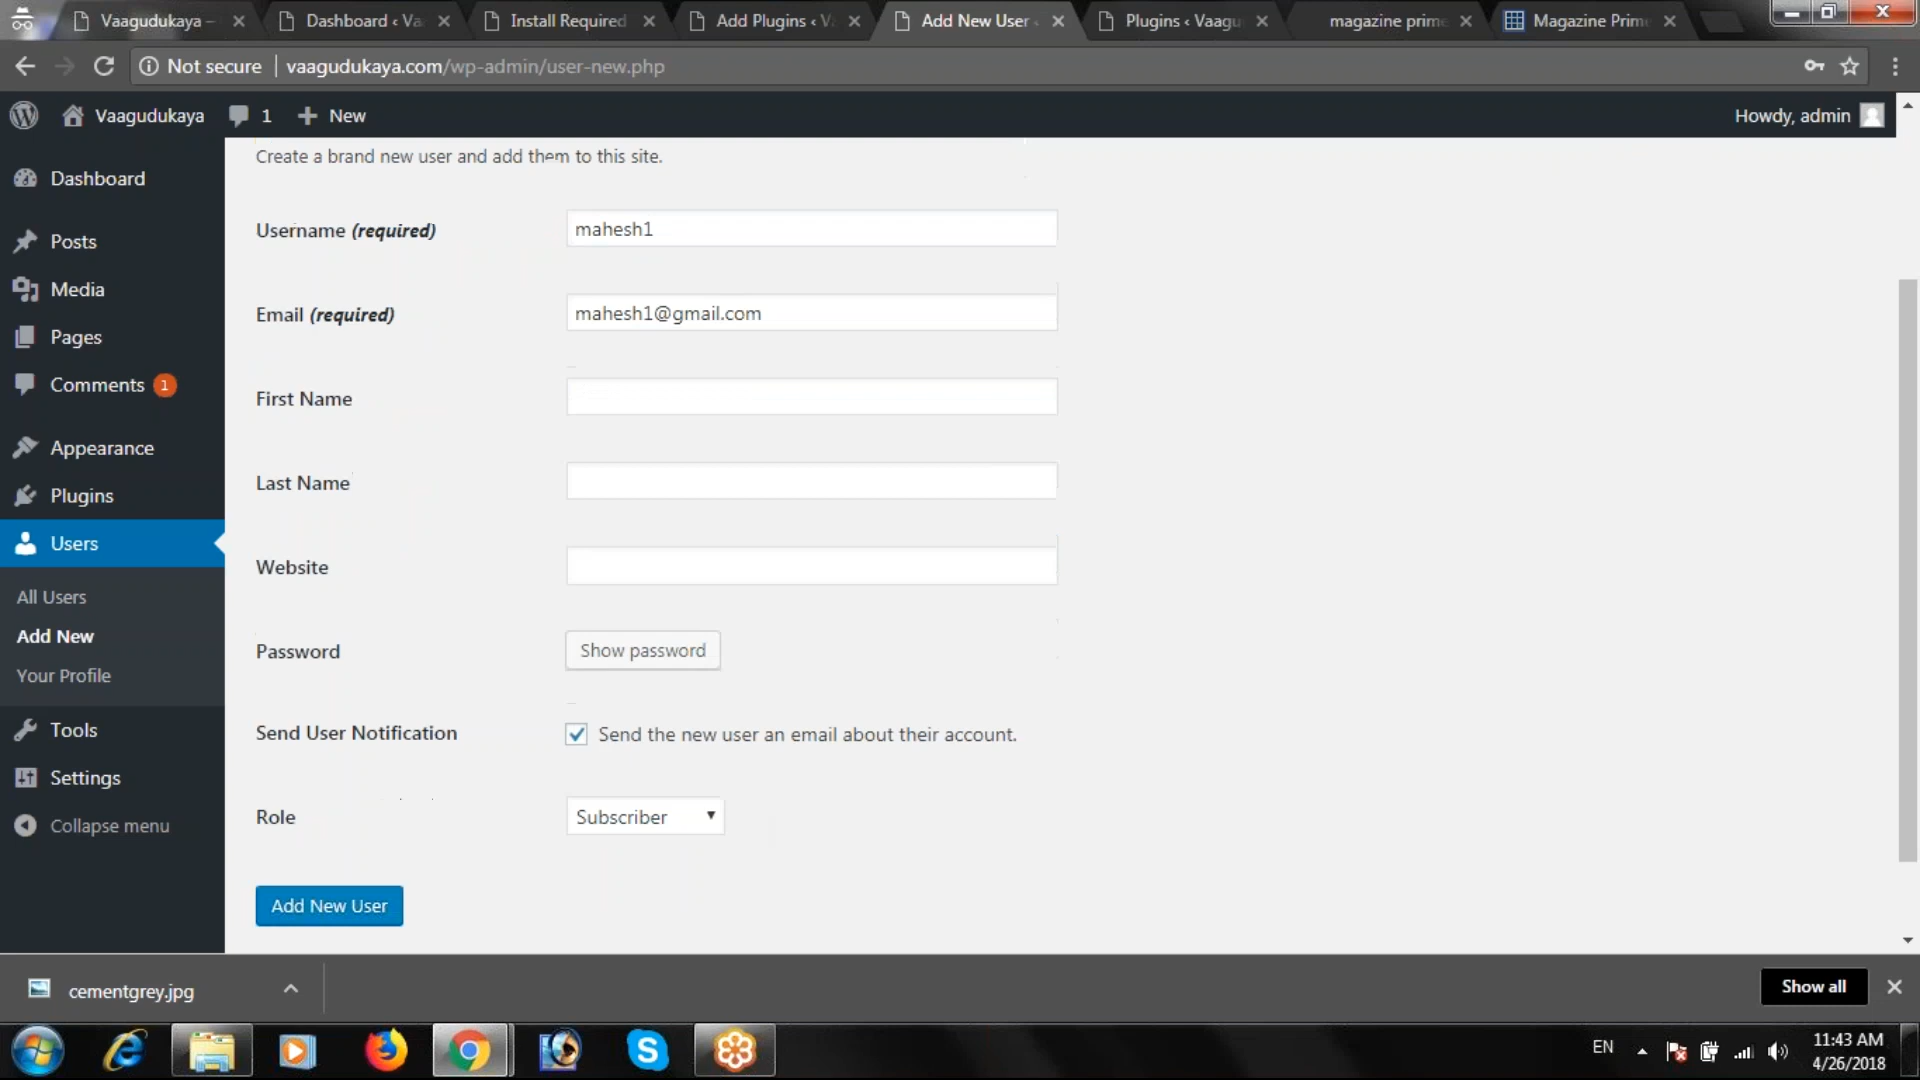 Vaagudukaya –
Dashboard ‹ Va
Install Required
Add Plugins ‹ V
Add New User ‹
Plugins ‹ Vaagu
magazine prime
Magazine Prim
Not secure
vaagudukaya.com/wp-admin/user-new.php
Vaagudukaya
1
New
Howdy, admin
Create a brand new user and add them to this site.
Dashboard
Posts
Media
Pages
Comments 1
Appearance
Plugins
Users
All Users
Add New
Your Profile
Tools
Settings
Collapse menu
Username (required)
mahesh1
Email (required)
mahesh1@gmail.com
First Name
Last Name
Website
Password
Show password
Send User Notification
Send the new user an email about their account.
Role
Subscriber
Add New User
cementgrey.jpg
Show all
EN
11:43 AM
4/26/2018